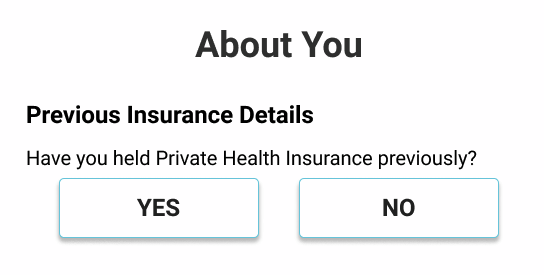 About You
Previous Insurance Details
Have you held Private Health Insurance previously?
YES NO